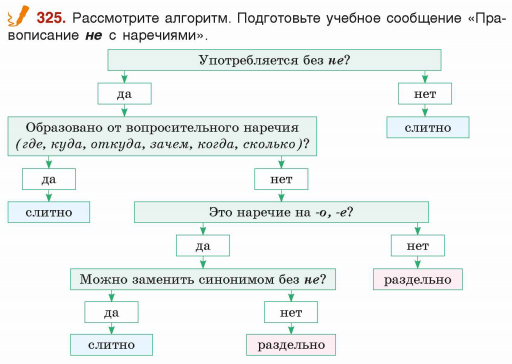 325. Рассмотрите алгоритм. Подготовьте учебное сообщение «Пра-
вописание не с наречиями».
Употребляется без не?
да нет
Образовано от вопросительного наречия
(где, куда, откуда, зачем, когда, сколько)?
слитно
да нет
слитно
Это наречие на -о, -е?
да нет
Можно заменить синонимом без не?
раздельно
да нет
слитно раздельно